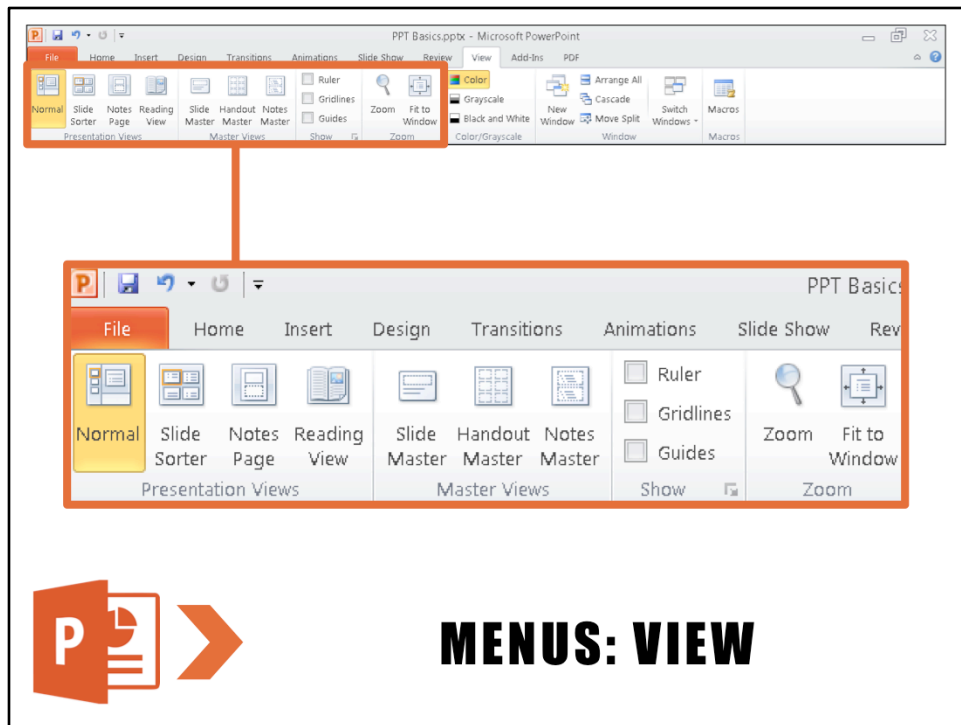 P
PPT Basics.pptx - Microsoft PowerPoint
File Home Insert Design Transitions Animations Slide Show Review View Add-Ins PDF
Normal Slide Sorter Notes Page Reading View Slide Master Handout Master Notes Master
Ruler
Gridlines
Guides
Zoom Fit to Window
Color
Grayscale
Black and White
New Window
Arrange All
Cascade
Move Split
Switch Windows
Macros
Presentation Views Master Views Show Zoom Color/Grayscale Window Macros
P
PPT Basics
File Home Insert Design Transitions Animations Slide Show Rev
Normal Slide Sorter Notes Page Reading View Slide Master Handout Master Notes Master
Ruler
Gridlines
Guides
Zoom Fit to Window
Presentation Views Master Views Show Zoom
P
MENUS: VIEW